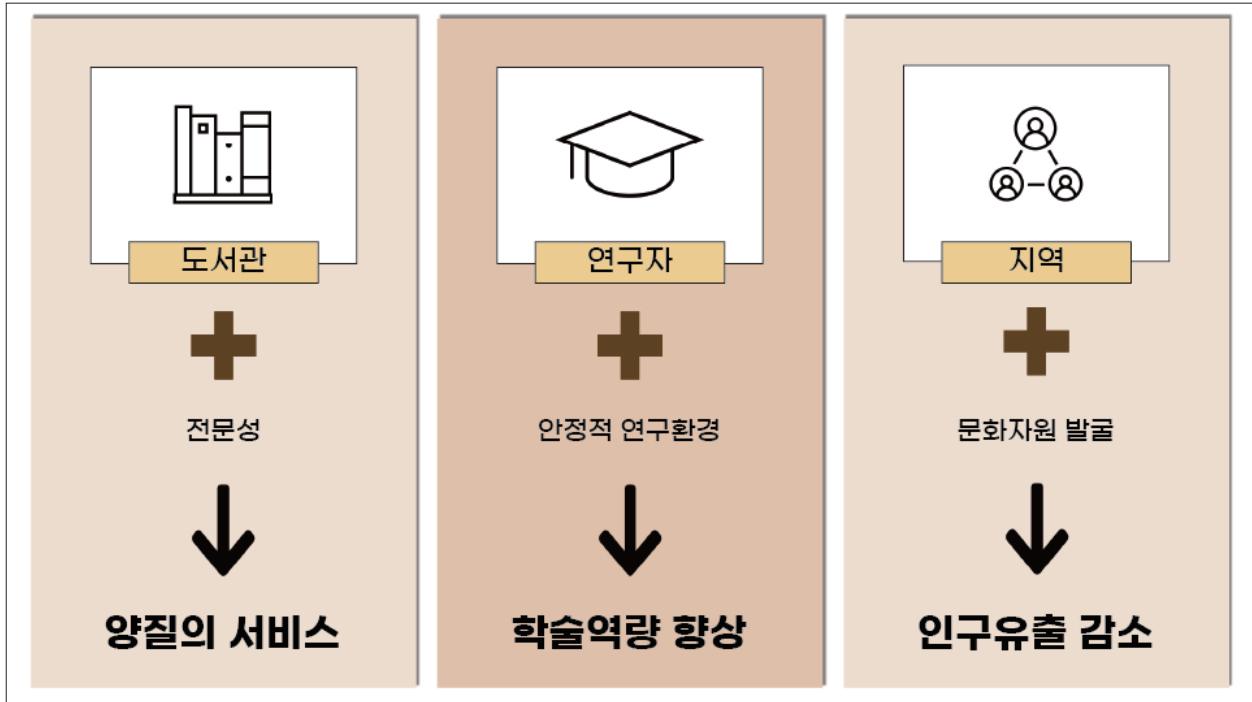 도서관
전문성
양질의 서비스
연구자
안정적 연구환경
학술역량 향상
지역
문화자원 발굴
인구유출 감소